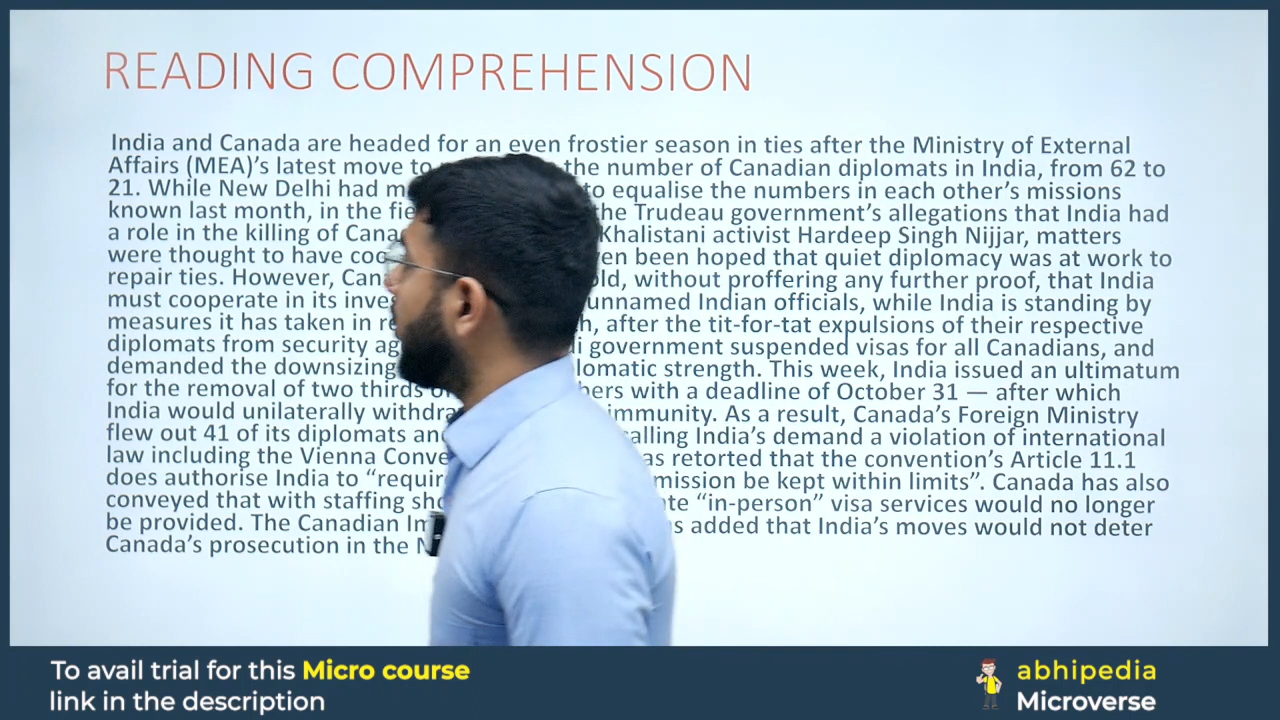 READING COMPREHENSION
India and Canada are headed for an even frostier season in ties after the Ministry of External
Affairs (MEA)’s latest move to the number of Canadian diplomats in India, from 62 to
21. While New Delhi had to equalise the numbers in each other’s missions
known last month, in the the Trudeau government’s allegations that India had
a role in the killing of Khalistani activist Hardeep Singh Nijjar, matters
were thought to have been hoped that quiet diplomacy was at work to
repair ties. However, without proffering any further proof, that India
must cooperate in its unnamed Indian officials, while India is standing by
measures it has taken in after the tit-for-tat expulsions of their respective
diplomats from security government suspended visas for all Canadians, and
demanded the downsizing strength. This week, India issued an ultimatum
for the removal of two thirds with a deadline of October 31 — after which
India would unilaterally immunity. As a result, Canada’s Foreign Ministry
flew out 41 of its diplomats calling India’s demand a violation of international
law including the Vienna retorted that the convention’s Article 11.1
does authorise India to mission be kept within limits”. Canada has also
conveyed that with staffing “in-person” visa services would no longer
be provided. The Canadian added that India’s moves would not deter
Canada’s prosecution in the
To avail trial for this Micro course
link in the description
abhipedia
Microverse